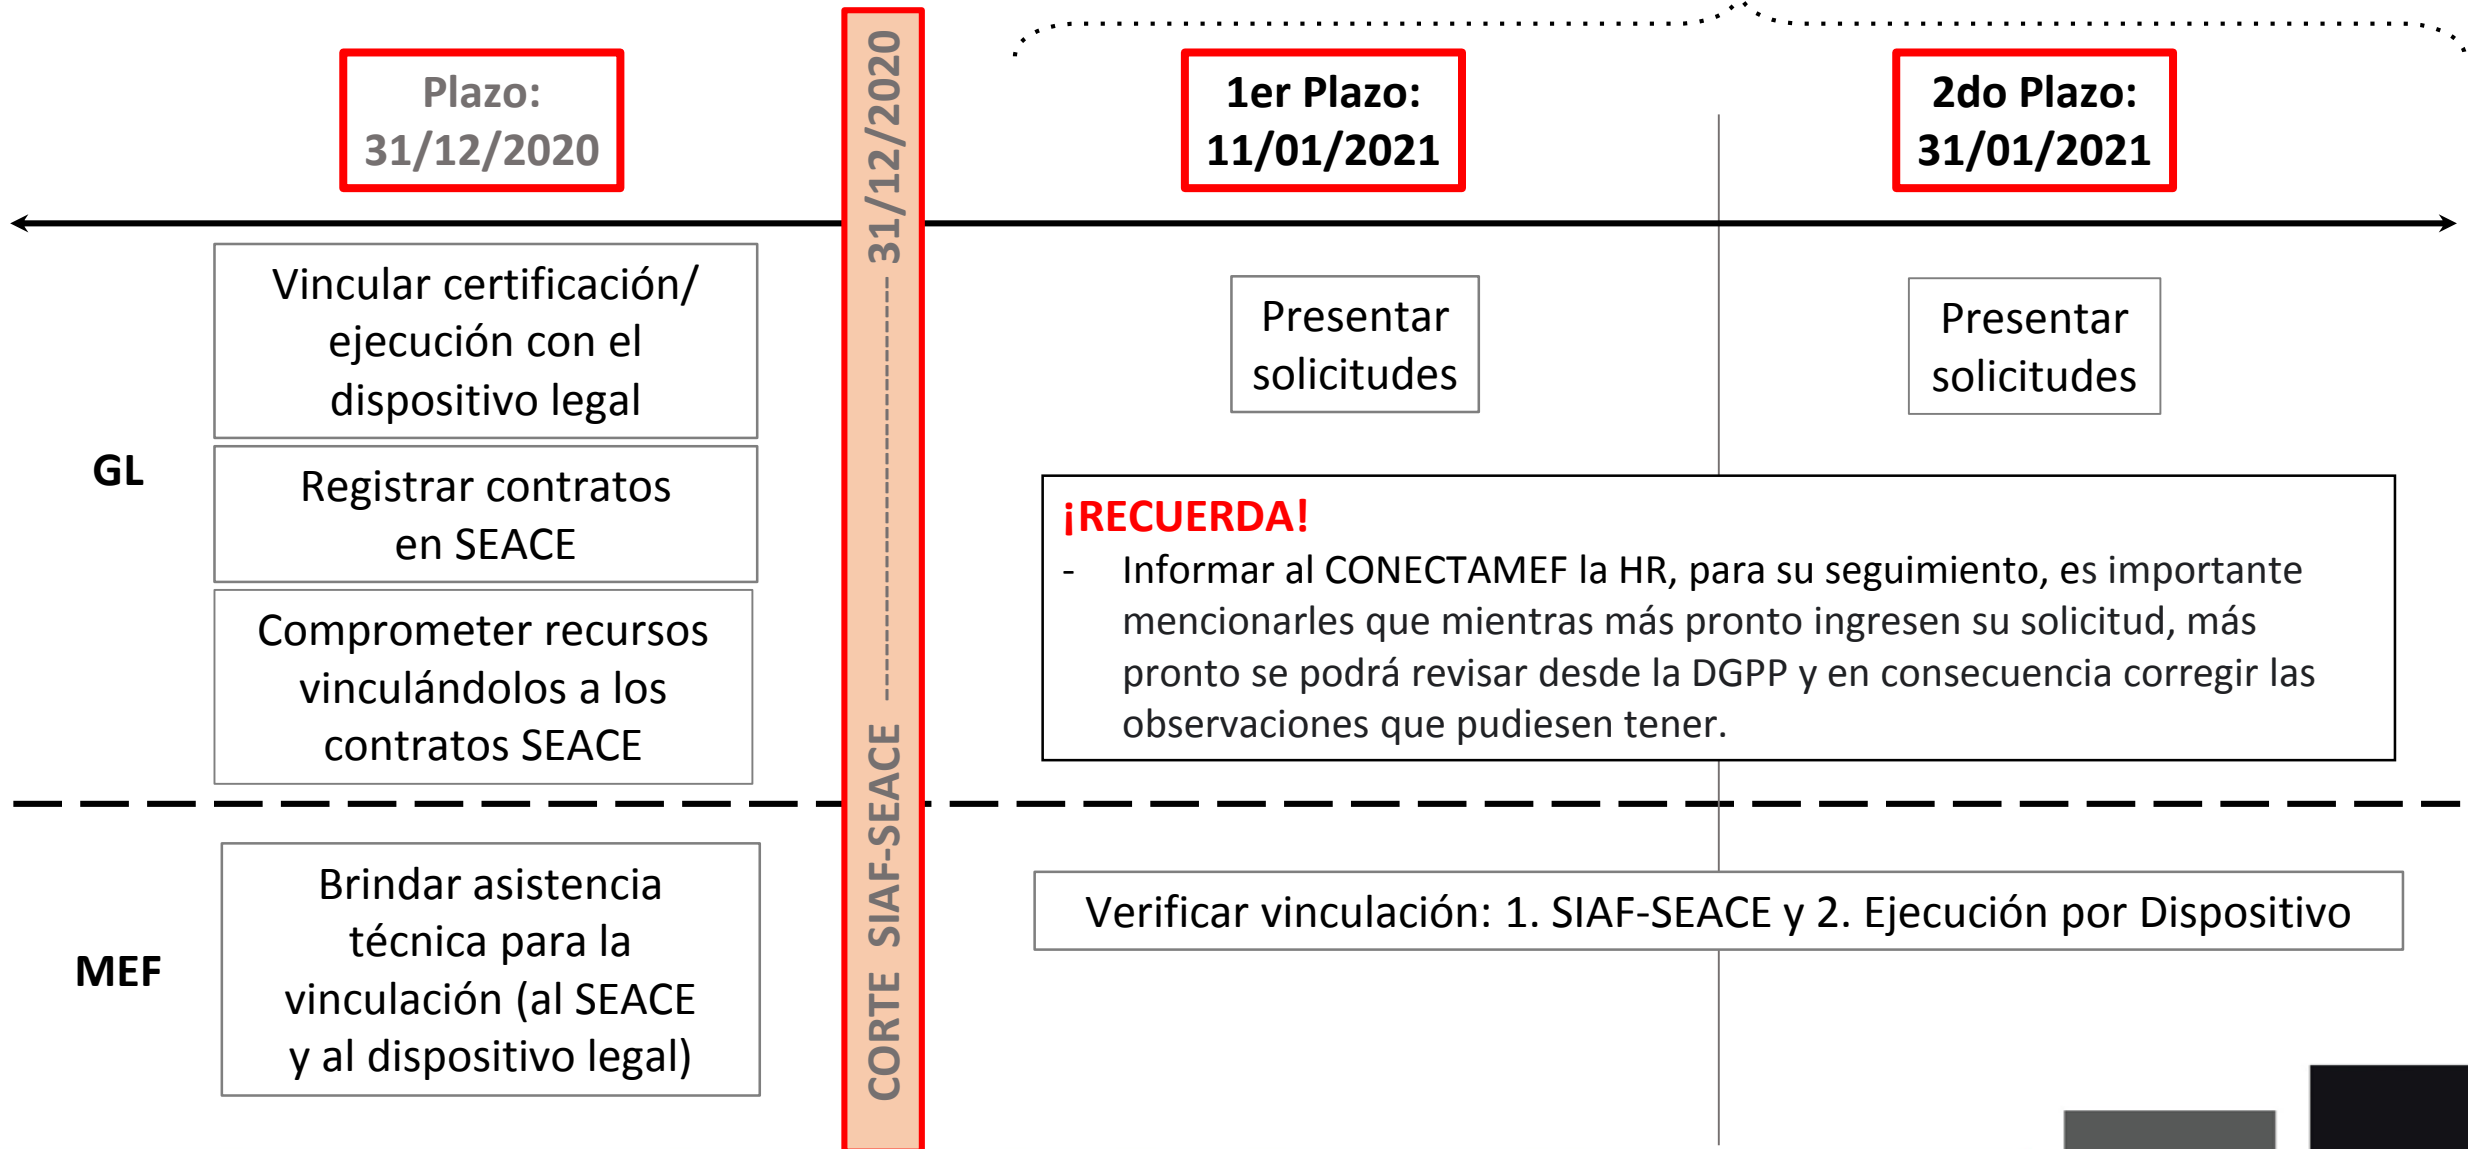 Plazo:
31/12/2020
1er Plazo:
11/01/2021
2do Plazo:
31/01/2021
CORTE SIAF-SEACE ------------------------------------ 31/12/2020
GL
Vincular certificación/
ejecución con el
dispositivo legal
Registrar contratos
en SEACE
Comprometer recursos
vinculándolos a los
contratos SEACE
Presentar
solicitudes
Presentar
solicitudes
¡RECUERDA!
- Informar al CONECTAMEF la HR, para su seguimiento, es importante
mencionarles que mientras más pronto ingresen su solicitud, más
pronto se podrá revisar desde la DGPP y en consecuencia corregir las
observaciones que pudiesen tener.
MEF
Brindar asistencia
técnica para la
vinculación (al SEACE
y al dispositivo legal)
Verificar vinculación: 1. SIAF-SEACE y 2. Ejecución por Dispositivo